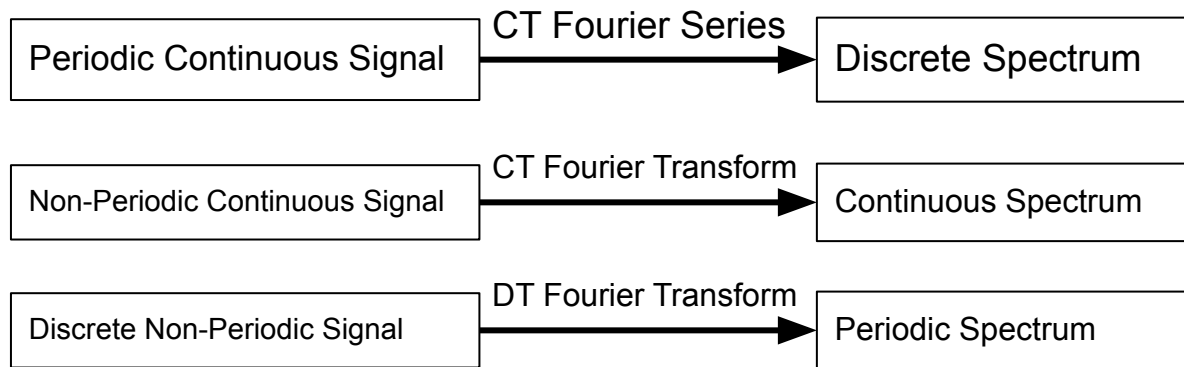 CT Fourier Series
Periodic Continuous Signal
Discrete Spectrum
CT Fourier Transform
Non-Periodic Continuous Signal
Continuous Spectrum
DT Fourier Transform
Discrete Non-Periodic Signal
Periodic Spectrum